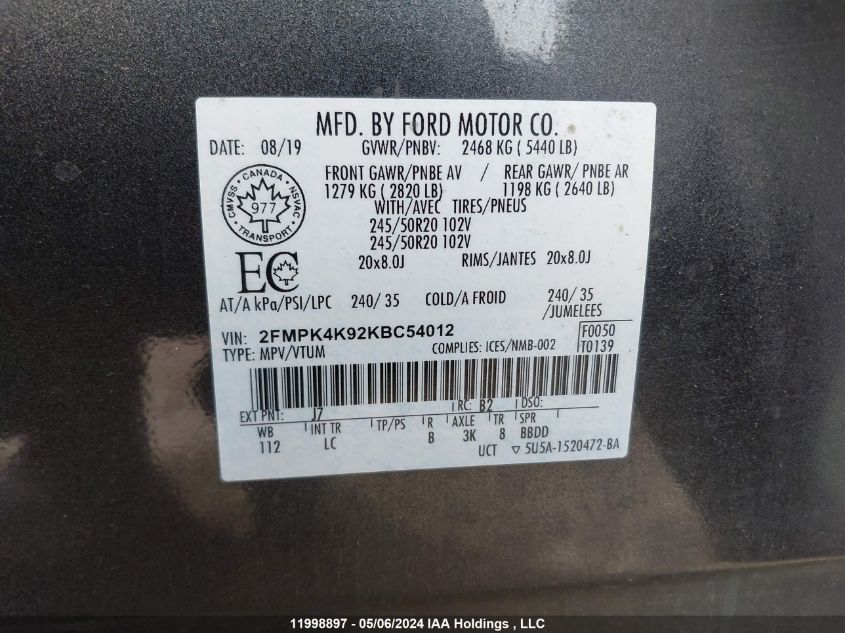 MFD. BY FORD MOTOR CO.
DATE: 08/19 GVWR/PNBV: 2468 KG ( 5440 LB)
FRONT GAWR/PNBE AV / REAR GAWR/ PNBE AR
1279 KG ( 2820 LB) 1198 KG ( 2640 LB)
WITH/AVEC TIRES/PNEUS
245/50R20 102V
245/50R20 102V
20x8.0J RIMS/JANTES 20x8.0J
CANADA
CMVSS NSVAC
977
TRANSPORT
EC
AT/A kPa/PSI/LPC 240/ 35 COLD/A FROID 240/ 35
/JUMELEES
VIN: 2FMPK4K92KBC54012 F0050
TYPE: MPV/VTUM COMPLIES: ICES/NMB-002 T0139
EXT PNT: J7 RC: B2 DSO:
WB INT TR TP/PS R AXLE TR SPR
112 LC B 3K 8 BBDD
UCT ▽ 5U5A-1520472-BA
11998897 - 05/06/2024 IAA Holdings , LLC